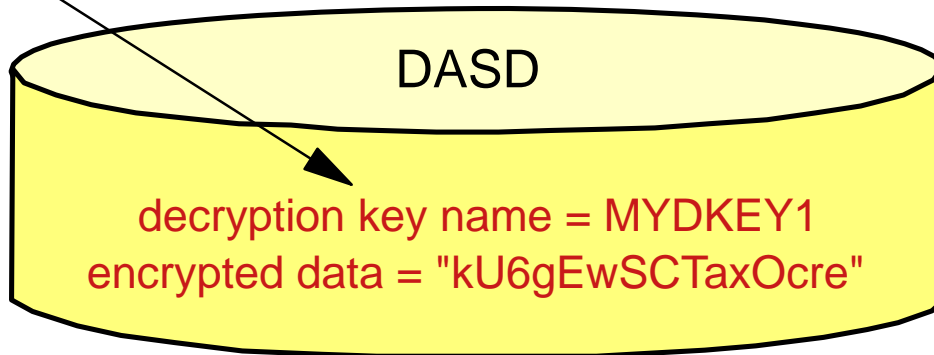 DASD
decryption key name = MYDKEY1
encrypted data = "kU6gEwSCTaxOcre"